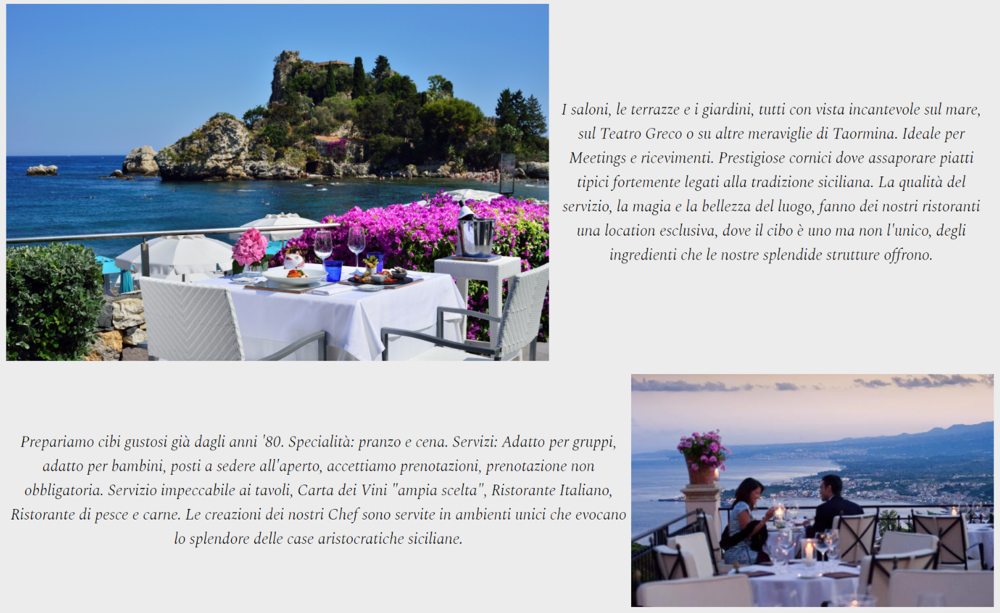 I saloni, le terrazze e i giardini, tutti con vista incantevole sul mare,
sul Teatro Greco o su altre meraviglie di Taormina. Ideale per
Meetings e ricevimenti. Prestigiose cornici dove assaporare piatti
tipici fortemente legati alla tradizione siciliana. La qualità del
servizio, la magia e la bellezza del luogo, fanno dei nostri ristoranti
una location esclusiva, dove il cibo è uno ma non l'unico, degli
ingredienti che le nostre splendide strutture offrono.
Prepariamo cibi gustosi già dagli anni '80. Specialità: pranzo e cena. Servizi: Adatto per gruppi,
adatto per bambini, posti a sedere all'aperto, accettiamo prenotazioni, prenotazione non
obbligatoria. Servizio impeccabile ai tavoli, Carta dei Vini "ampia scelta", Ristorante Italiano,
Ristorante di pesce e carne. Le creazioni dei nostri Chef sono servite in ambienti unici che evocano
lo splendore delle case aristocratiche siciliane.